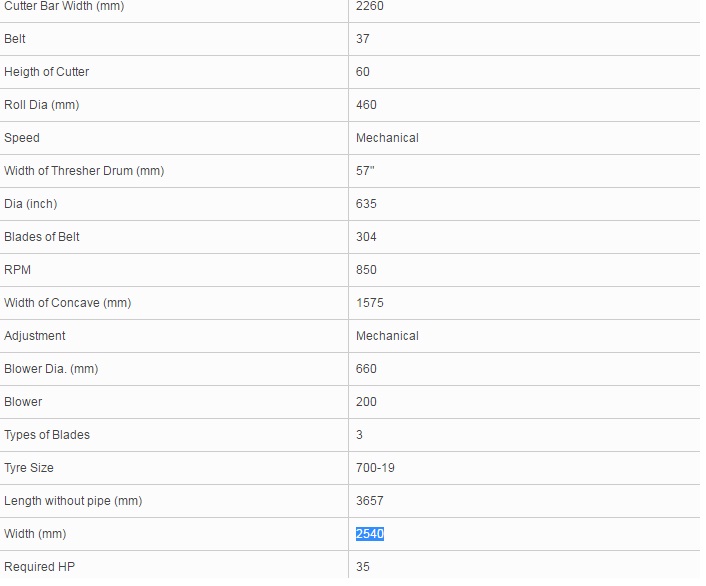 Cutter Bar Width (mm) 2260
Belt 37
Heigth of Cutter 60
Roll Dia (mm) 460
Speed Mechanical
Width of Thresher Drum (mm) 57"
Dia (inch) 635
Blades of Belt 304
RPM 850
Width of Concave (mm) 1575
Adjustment Mechanical
Blower Dia. (mm) 660
Blower 200
Types of Blades 3
Tyre Size 700-19
Length without pipe (mm) 3657
Width (mm) 2540
Required HP 35